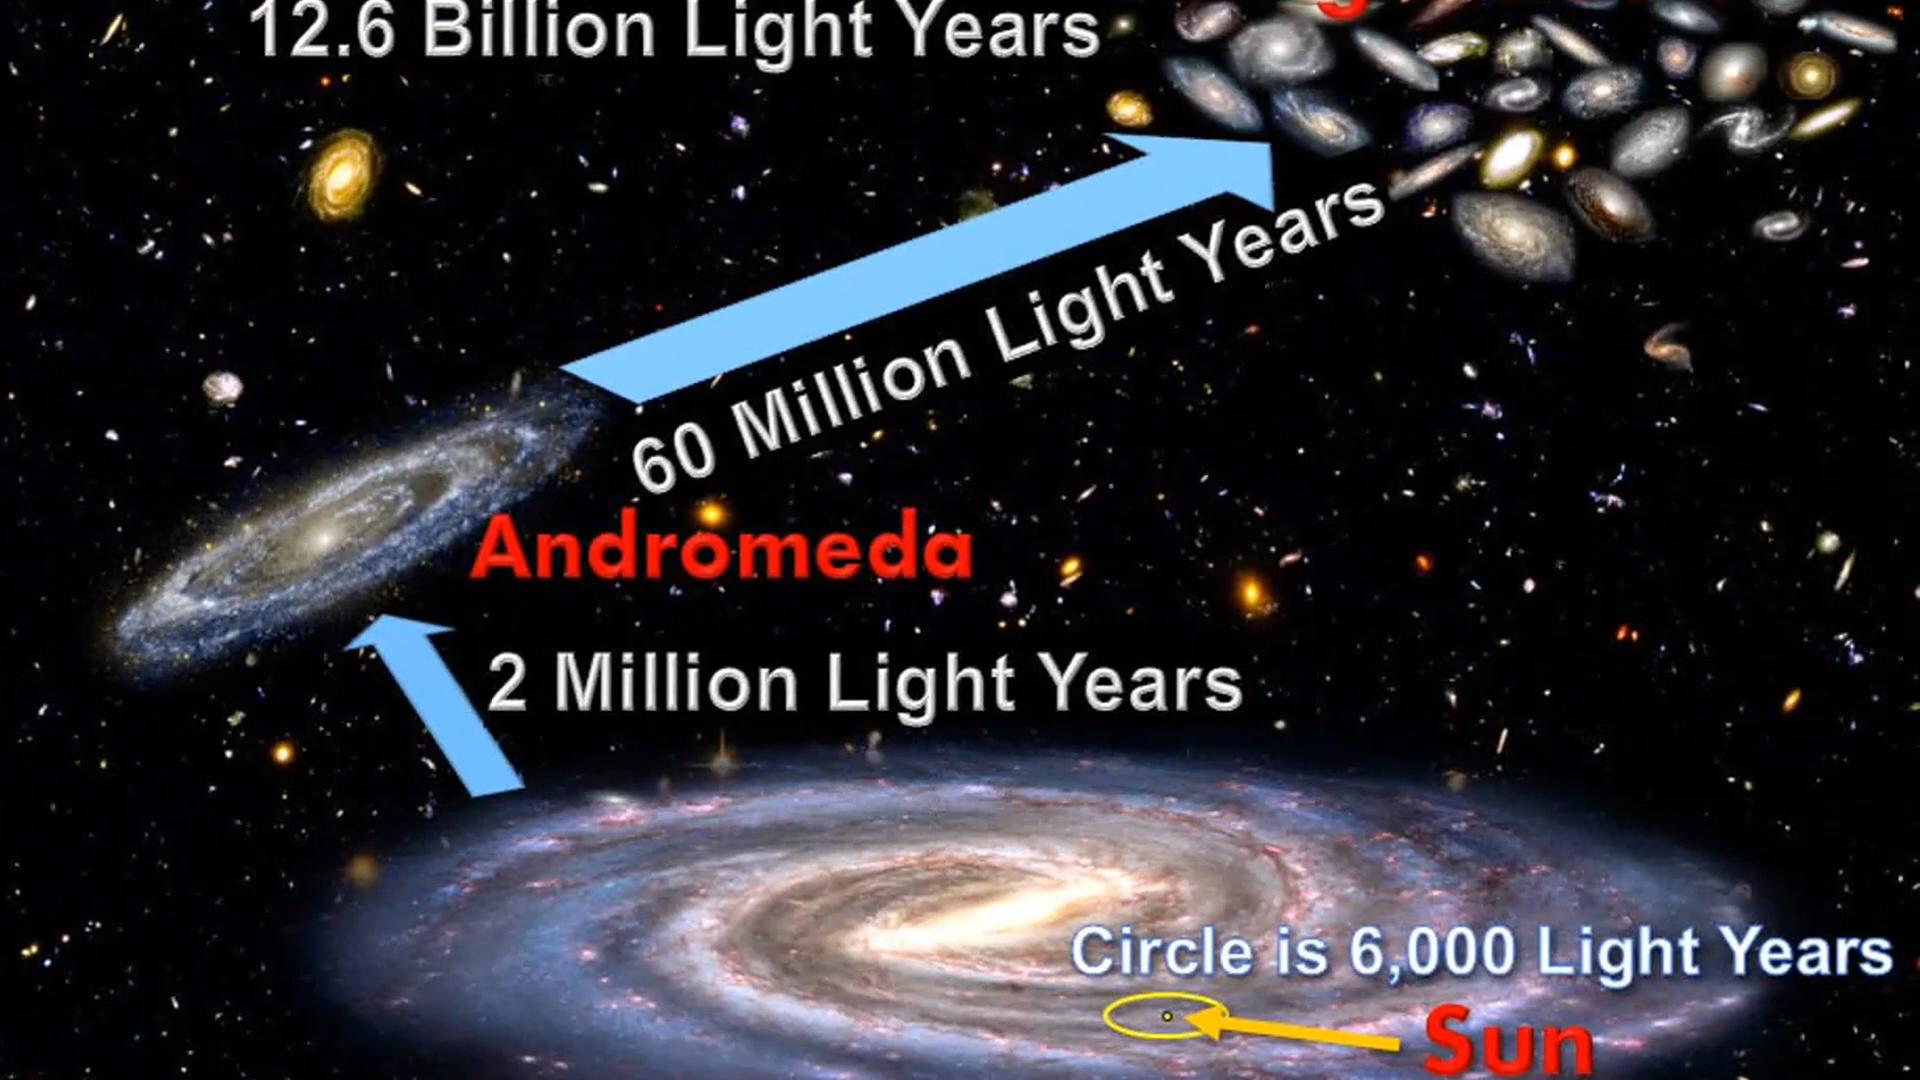 12.6 Billion Light Years
60 Million Light Years
Andromeda
2 Million Light Years
Circle is 6,000 Light Years
Sun